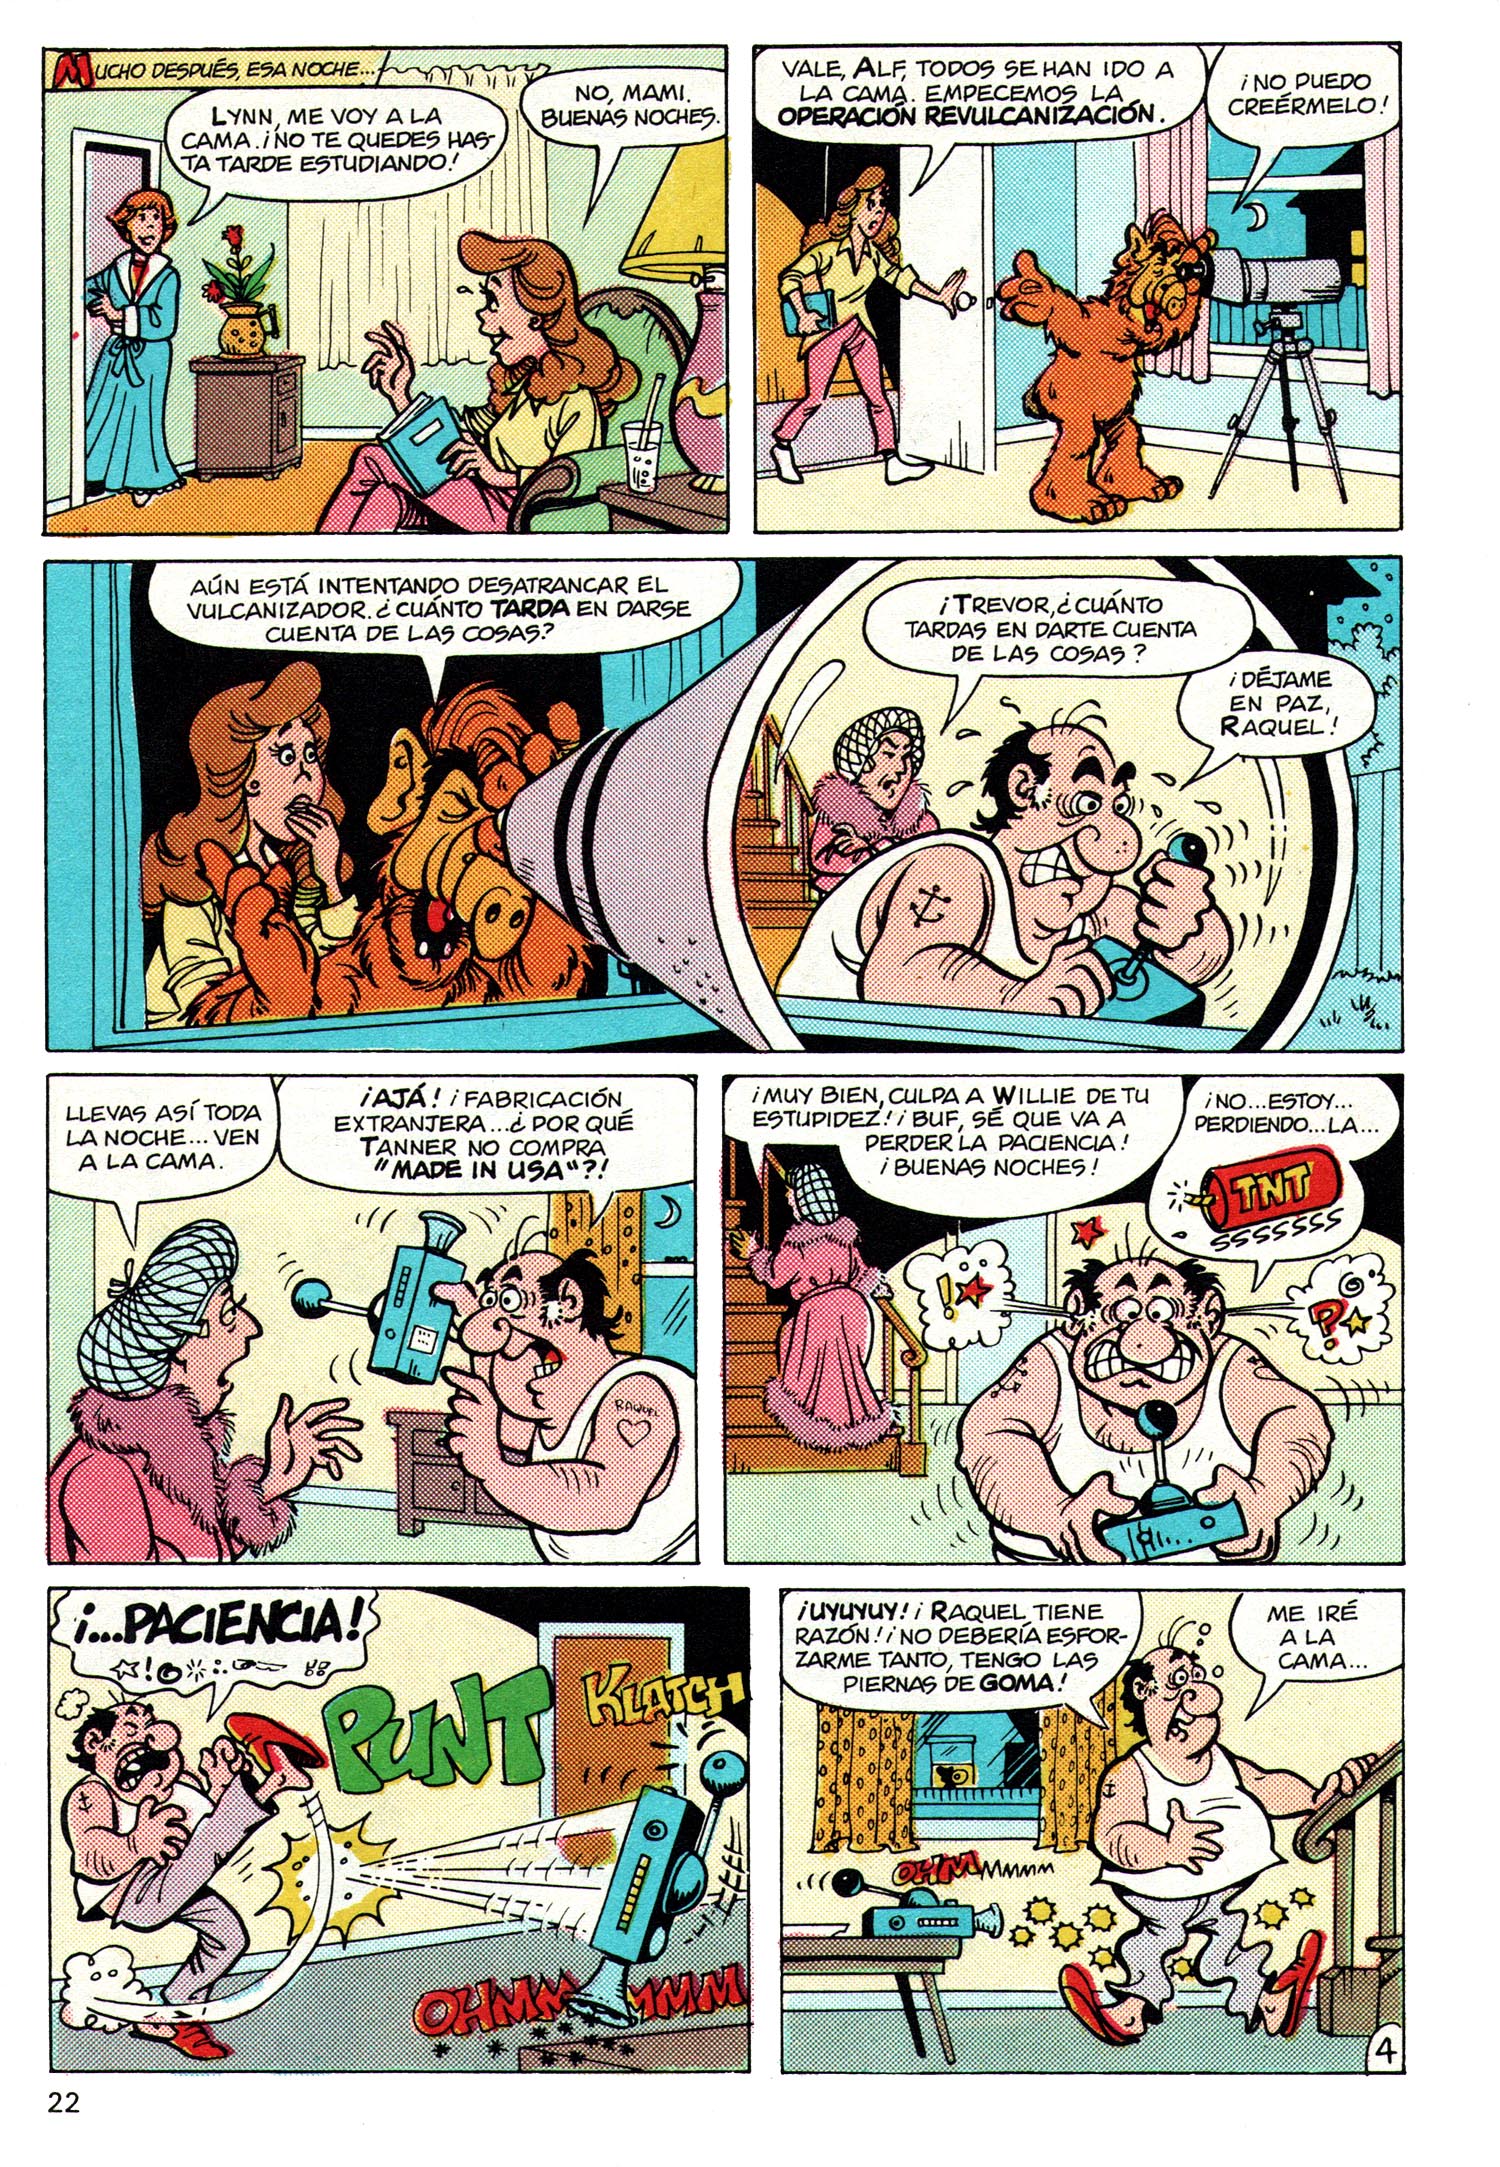 MUCHO DESPUÉS, ESA NOCHE...
LYNN, ME VOY A LA
CAMA. ¡NO TE QUEDES HAS-
TA TARDE ESTUDIANDO!
NO, MAMI.
BUENAS NOCHES.
VALE, ALF, TODOS SE HAN IDO A
LA CAMA. EMPECEMOS LA
OPERACIÓN REVULCANIZACIÓN.
¡NO PUEDO
CREÉRMELO!
AÚN ESTÁ INTENTANDO DESATRANCAR EL
VULCANIZADOR. ¿CUÁNTO TARDA EN DARSE
CUENTA DE LAS COSAS?
¡TREVOR, ¿CUÁNTO
TARDAS EN DARTE CUENTA
DE LAS COSAS?
¡DÉJAME
EN PAZ,
RAQUEL!
LLEVAS ASÍ TODA
LA NOCHE... VEN
A LA CAMA.
¡AJÁ! ¡FABRICACIÓN
EXTRANJERA... ¿POR QUÉ
TANNER NO COMPRA
"MADE IN USA"?!
RAQUEL
¡MUY BIEN, CULPA A WILLIE DE TU
ESTUPIDEZ! ¡BUF, SÉ QUE VA A
PERDER LA PACIENCIA!
¡BUENAS NOCHES!
¡NO...ESTOY...
PERDIENDO...LA...
TNT
SSSSSSS
! ?
¡...PACIENCIA!
PUNT
KLATCH
OHMMMMMMM
¡UYUYUY! ¡RAQUEL TIENE
RAZÓN! ¡NO DEBERÍA ESFOR-
ZARME TANTO, TENGO LAS
PIERNAS DE GOMA!
ME IRÉ
A LA
CAMA...
OHMMMMMM
4
22